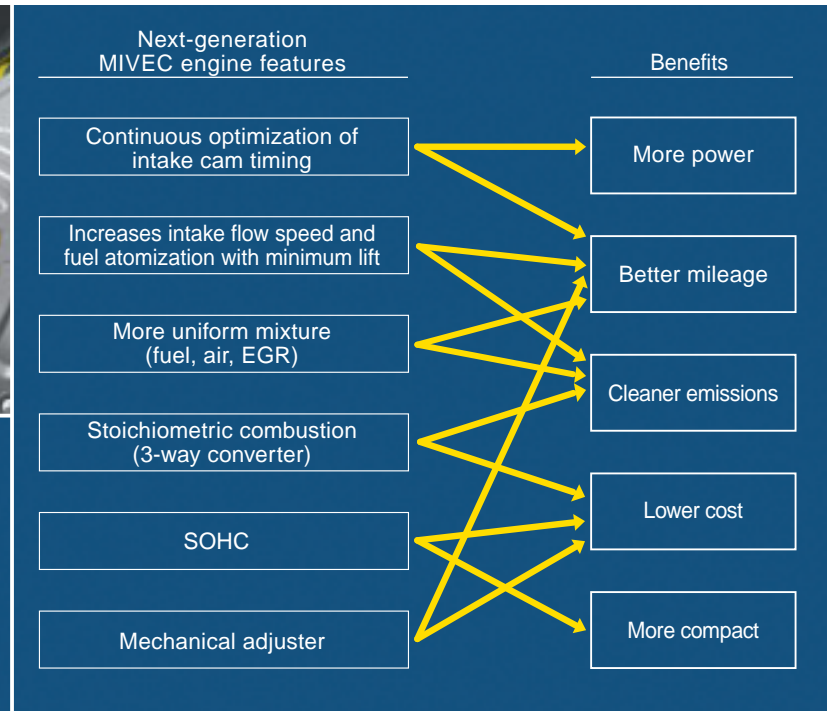 Next-generation
MIVEC engine features
Benefits
Continuous optimization of
intake cam timing
More power
Increases intake flow speed and
fuel atomization with minimum lift
Better mileage
More uniform mixture
(fuel, air, EGR)
Cleaner emissions
Stoichiometric combustion
(3-way converter)
Lower cost
SOHC
More compact
Mechanical adjuster